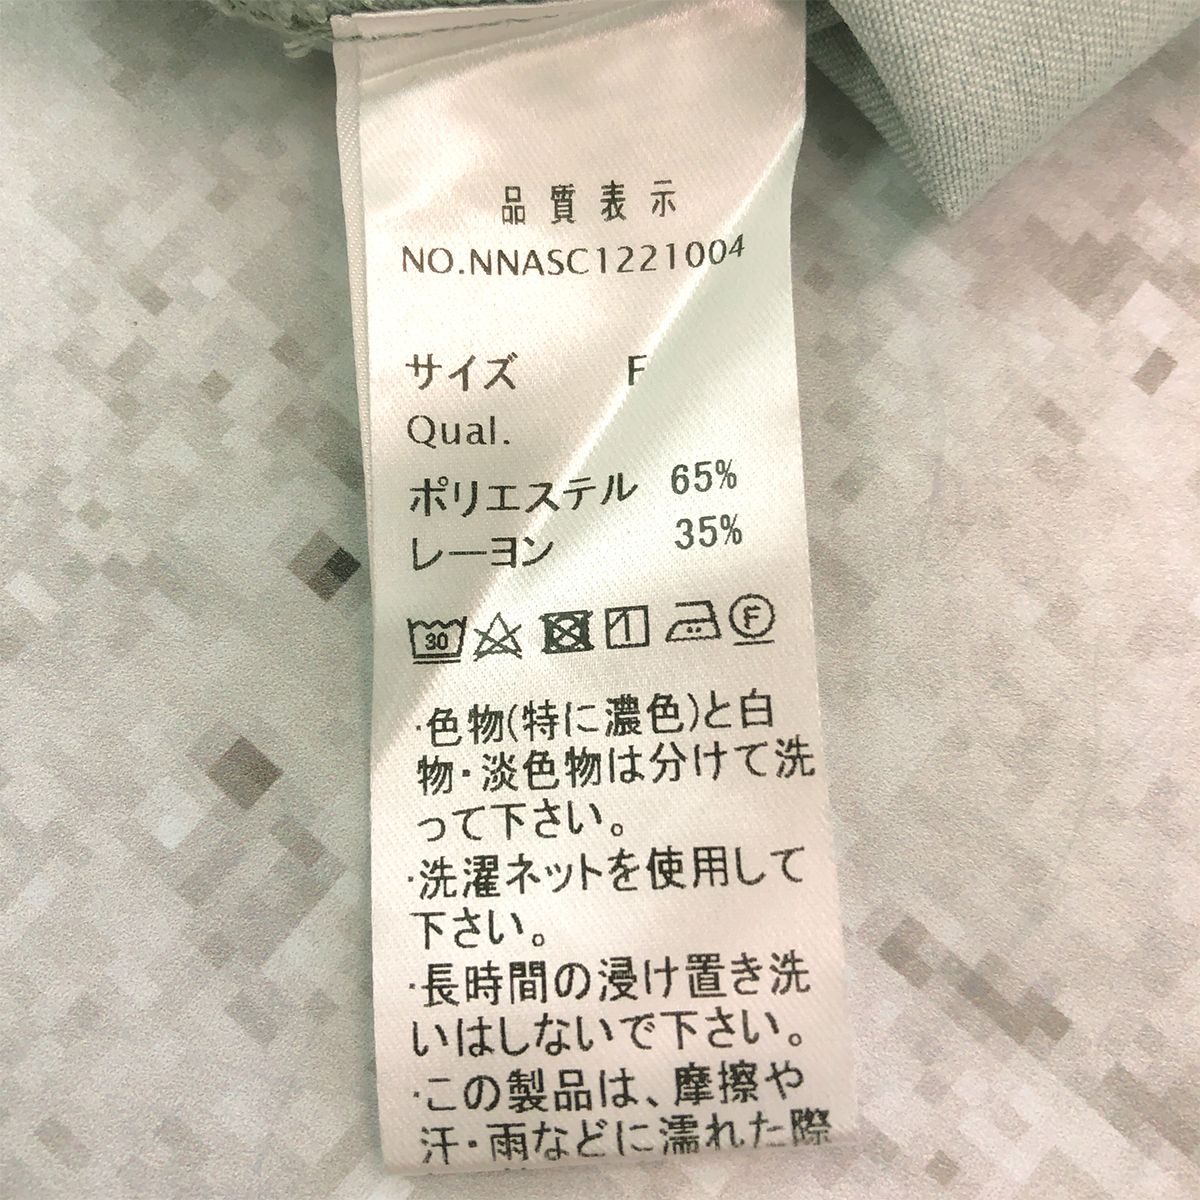 品質表示
NO.NNASC1221004
サイズ F
Qual.
ポリエステル 65%
レーヨン 35%
30 F
・色物(特に濃色)と白
物・淡色物は分けて洗
って下さい。
・洗濯ネットを使用して
下さい。
・長時間の浸け置き洗
いはしないで下さい。
・この製品は、摩擦や
汗・雨などに濡れた際